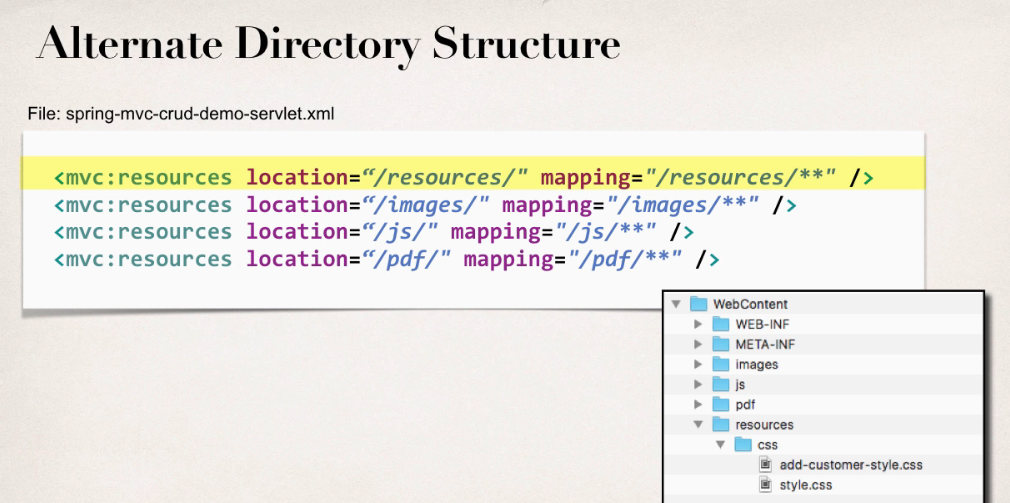 Alternate Directory Structure
File: spring-mvc-crud-demo-servlet.xml
<mvc:resources location=“/resources/" mapping="/resources/**" />
<mvc:resources location=“/images/" mapping="/images/**" />
<mvc:resources location=“/js/" mapping="/js/**" />
<mvc:resources location=“/pdf/" mapping="/pdf/**" />
WebContent
WEB-INF
META-INF
images
js
pdf
resources
css
add-customer-style.css
style.css